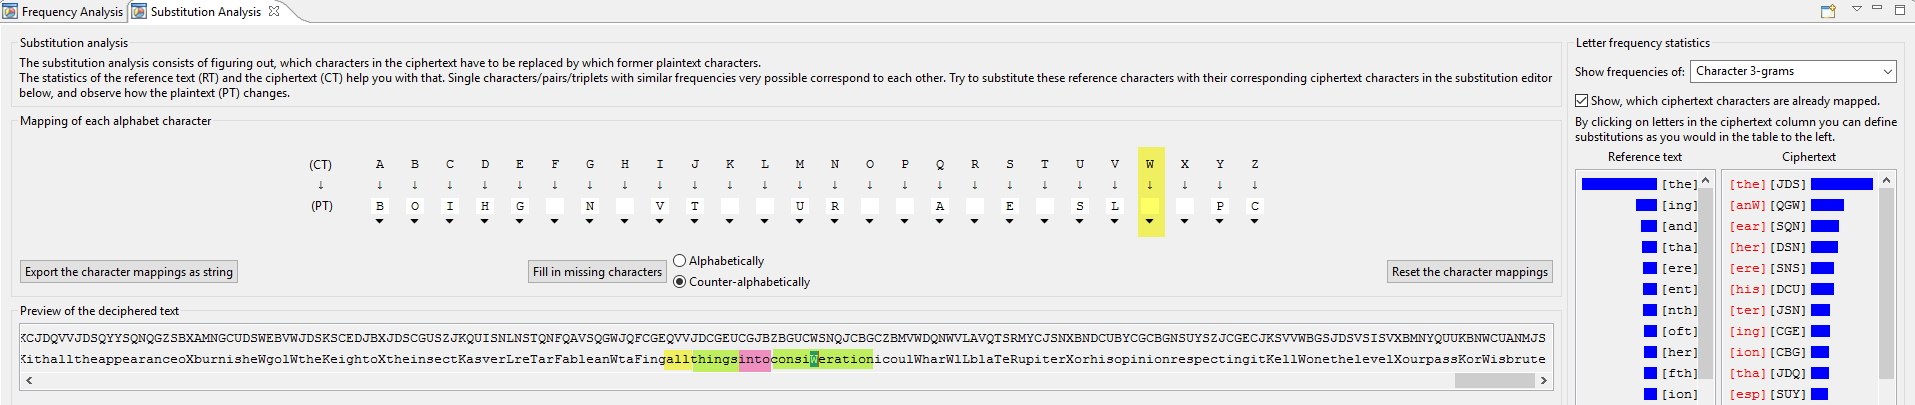 Frequency Analysis
Substitution Analysis
Substitution analysis
The substitution analysis consists of figuring out, which characters in the ciphertext have to be replaced by which former plaintext characters.
The statistics of the reference text (RT) and the ciphertext (CT) help you with that. Single characters/pairs/triplets with similar frequencies very possible correspond to each other. Try to substitute these reference characters with their corresponding ciphertext characters in the substitution editor
below, and observe how the plaintext (PT) changes.
Mapping of each alphabet character
(CT) A B C D E F G H I J K L M N O P Q R S T U V W X Y Z
↓ ↓ ↓ ↓ ↓ ↓ ↓ ↓ ↓ ↓ ↓ ↓ ↓ ↓ ↓ ↓ ↓ ↓ ↓ ↓ ↓ ↓ ↓ ↓ ↓ ↓ ↓
(PT) B O I H G N V T U R A E S L P C
Export the character mappings as string
Fill in missing characters
Alphabetically
Counter-alphabetically
Reset the character mappings
Preview of the deciphered text
KCJDQVVJDSQYYSQNQGZSBXAMNGCUDSWEBVWJDSKSCEDJBXJDSCGUSZJKQUISNLNSTQNFQAVSQGWJQFCGEQVVJDCGEUCGJBZBGUCWSNQJCBGCZBMVWDQNWVLAVQTSRMYCJSNXBNDCUBYCGCBGNSUYSZJCGECJKSVVWBGSJDSVSISVXBMNYQUUKBNWCUANMJS
KithalltheappearanceoXburnisheWgolWtheKeightoXtheinsectKasverLreTarFableanWtaFingallthingsintoconsiWerationicoulWharWlLblaTeRupiterXorhisopinionrespectingitKellWonethelevelXourpassKorWisbrute
Letter frequency statistics
Show frequencies of: Character 3-grams
Show, which ciphertext characters are already mapped.
By clicking on letters in the ciphertext column you can define
substitutions as you would in the table to the left.
Reference text Ciphertext
[the] [the][JDS]
[ing] [anW][QGW]
[and] [ear][SQN]
[tha] [her][DSN]
[ere] [ere][SNS]
[ent] [his][DCU]
[nth] [ter][JSN]
[oft] [ing][CGE]
[her] [ion][CBG]
[fth] [tha][JDQ]
[ion] [esp][SUY]